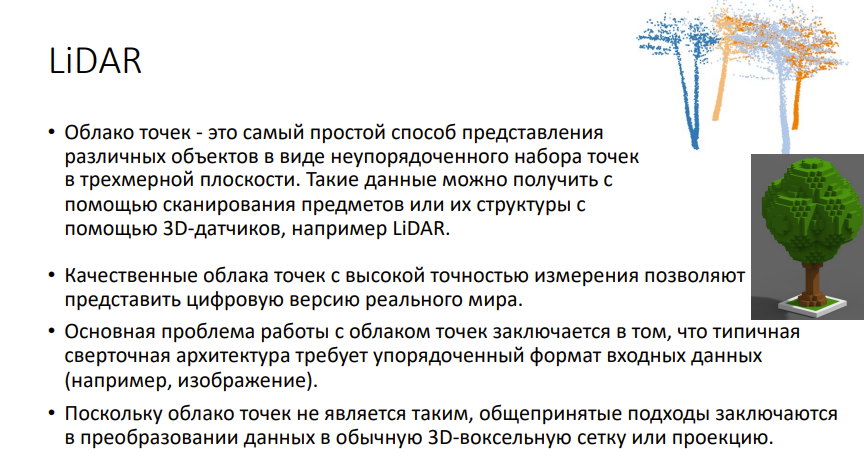 LiDAR
• Облако точек - это самый простой способ представления
различных объектов в виде неупорядоченного набора точек
в трехмерной плоскости. Такие данные можно получить с
помощью сканирования предметов или их структуры с
помощью 3D-датчиков, например LiDAR.
• Качественные облака точек с высокой точностью измерения позволяют
представить цифровую версию реального мира.
• Основная проблема работы с облаком точек заключается в том, что типичная
сверточная архитектура требует упорядоченный формат входных данных
(например, изображение).
• Поскольку облако точек не является таким, общепринятые подходы заключаются
в преобразовании данных в обычную 3D-воксельную сетку или проекцию.